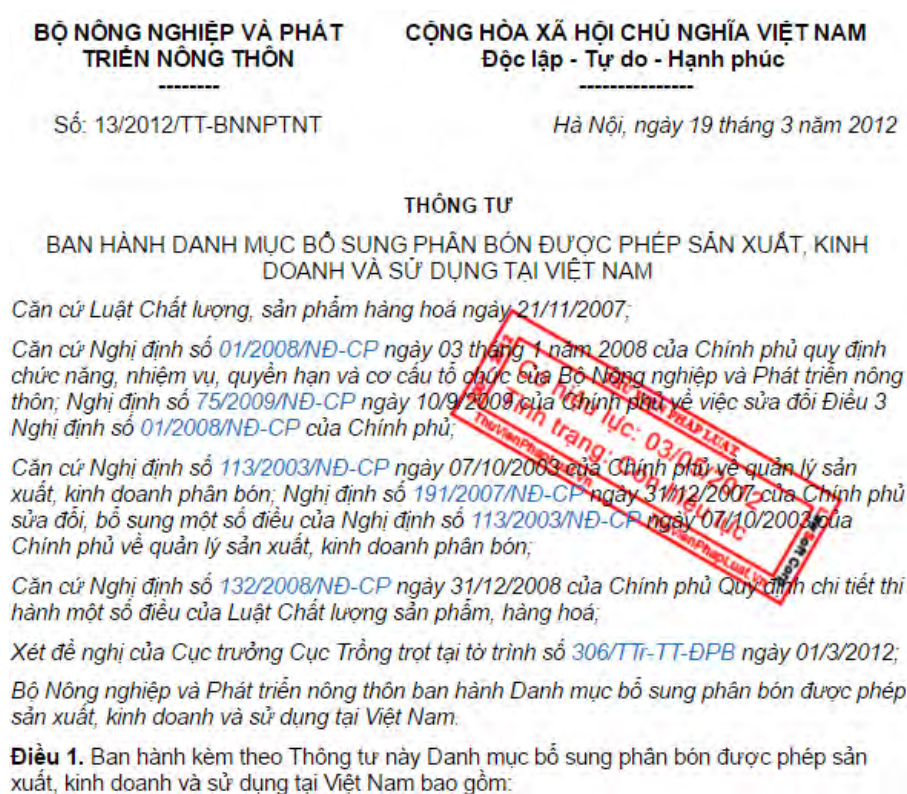 BỘ NÔNG NGHIỆP VÀ PHÁT
TRIỂN NÔNG THÔN
--------
CỘNG HÒA XÃ HỘI CHỦ NGHĨA VIỆT NAM
Độc lập - Tự do - Hạnh phúc
---------------
Số: 13/2012/TT-BNNPTNT
Hà Nội, ngày 19 tháng 3 năm 2012
THÔNG TƯ
BAN HÀNH DANH MỤC BỔ SUNG PHÂN BÓN ĐƯỢC PHÉP SẢN XUẤT, KINH
DOANH VÀ SỬ DỤNG TẠI VIỆT NAM
Căn cứ Luật Chất lượng, sản phẩm hàng hoá ngày 21/11/2007;
Căn cứ Nghị định số 01/2008/NĐ-CP ngày 03 tháng 1 năm 2008 của Chính phủ quy định
chức năng, nhiệm vụ, quyền hạn và cơ cấu tổ chức của Bộ Nông nghiệp và Phát triển nông
thôn; Nghị định số 75/2009/NĐ-CP ngày 10/9/2009 của Chính phủ về việc sửa đổi Điều 3
Nghị định số 01/2008/NĐ-CP của Chính phủ;
Căn cứ Nghị định số 113/2003/NĐ-CP ngày 07/10/2003 của Chính phủ về quản lý sản
xuất, kinh doanh phân bón; Nghị định số 191/2007/NĐ-CP ngày 31/12/2007 của Chính phủ
sửa đổi, bổ sung một số điều của Nghị định số 113/2003/NĐ-CP ngày 07/10/2003 của
Chính phủ về quản lý sản xuất, kinh doanh phân bón;
Căn cứ Nghị định số 132/2008/NĐ-CP ngày 31/12/2008 của Chính phủ Quy định chi tiết thi
hành một số điều của Luật Chất lượng sản phẩm, hàng hoá;
Xét đề nghị của Cục trưởng Cục Trồng trọt tại tờ trình số 306/TTr-TT-ĐPB ngày 01/3/2012;
Bộ Nông nghiệp và Phát triển nông thôn ban hành Danh mục bổ sung phân bón được phép
sản xuất, kinh doanh và sử dụng tại Việt Nam.
Điều 1. Ban hành kèm theo Thông tư này Danh mục bổ sung phân bón được phép sản
xuất, kinh doanh và sử dụng tại Việt Nam bao gồm:
Có hiệu lực: 03/05/2012
Tình trạng: Còn hiệu lực
ThuVienPhapLuat.vn
ThuVienPhapLuat.vn